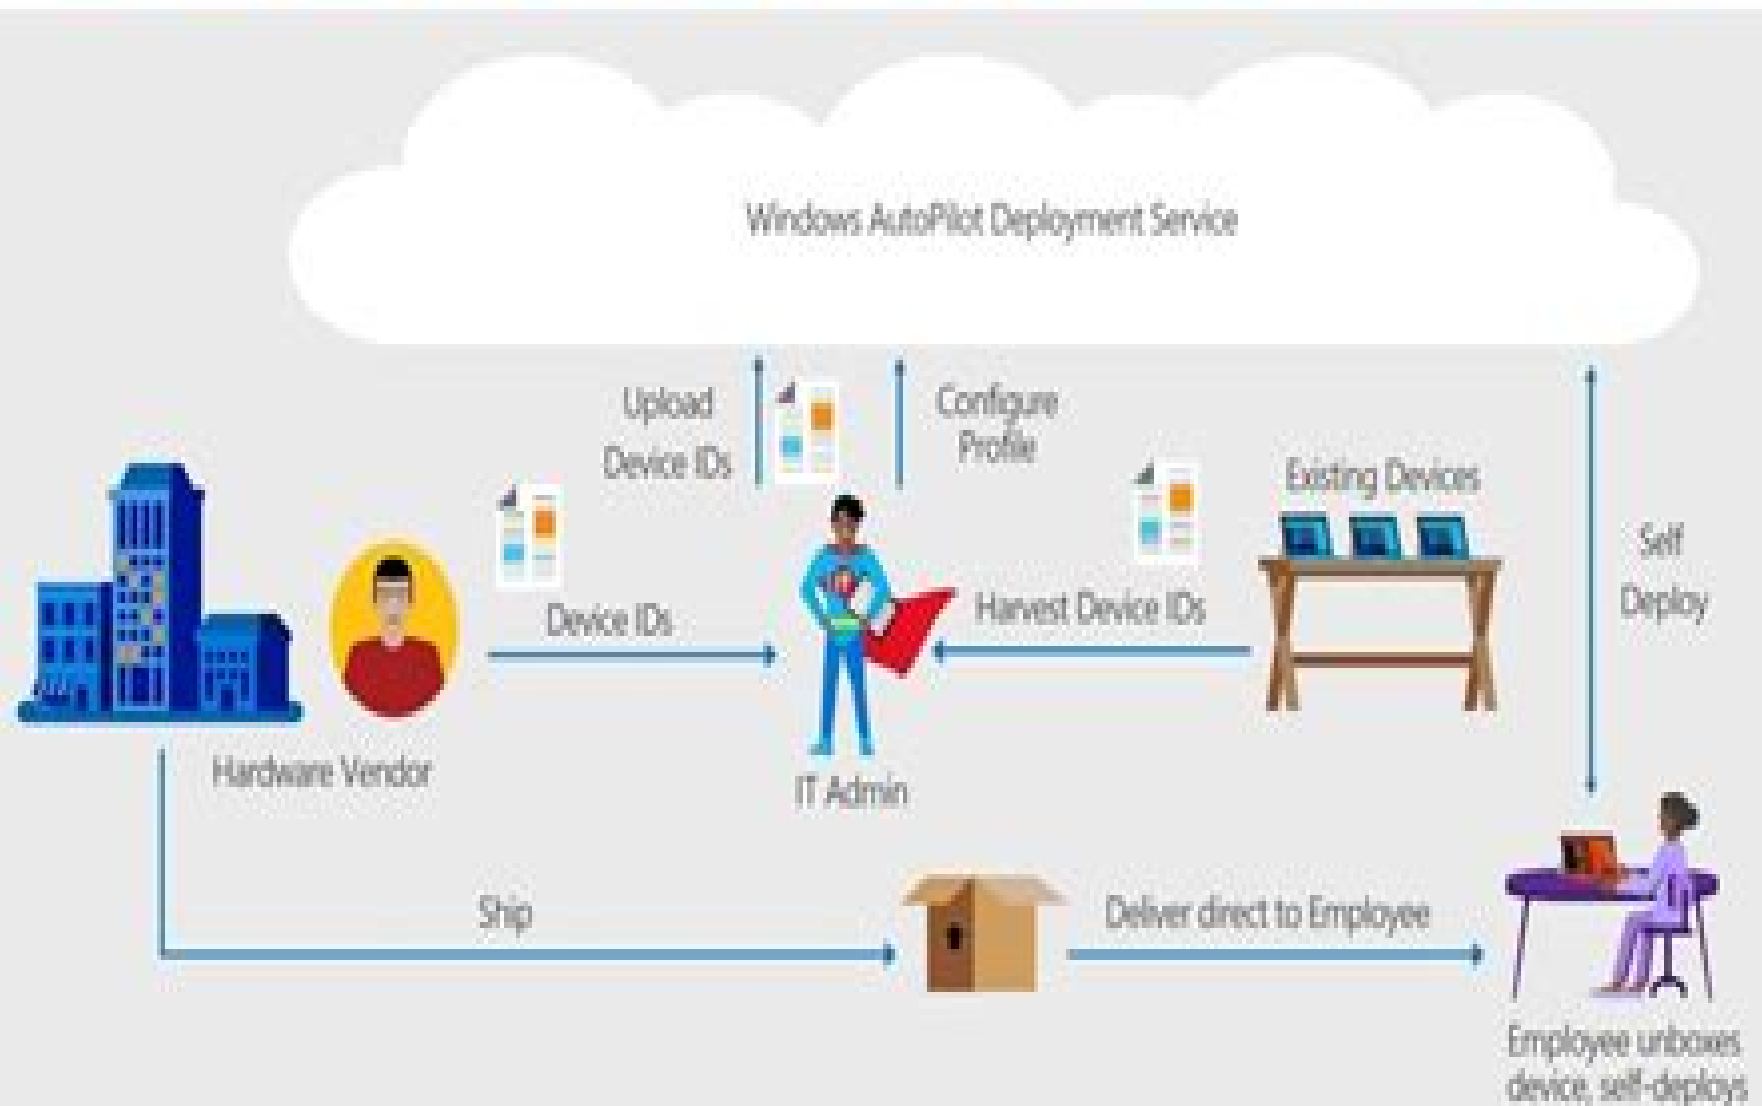 Windows AutoPilot Deployment Service
Upload
Device IDs
Configure
Profile
Existing Devices
Self
Deploy
Device IDs
Harvest Device IDs
Hardware Vendor
IT Admin
Ship
Deliver direct to Employee
Employee unboxes
device, self-deploys